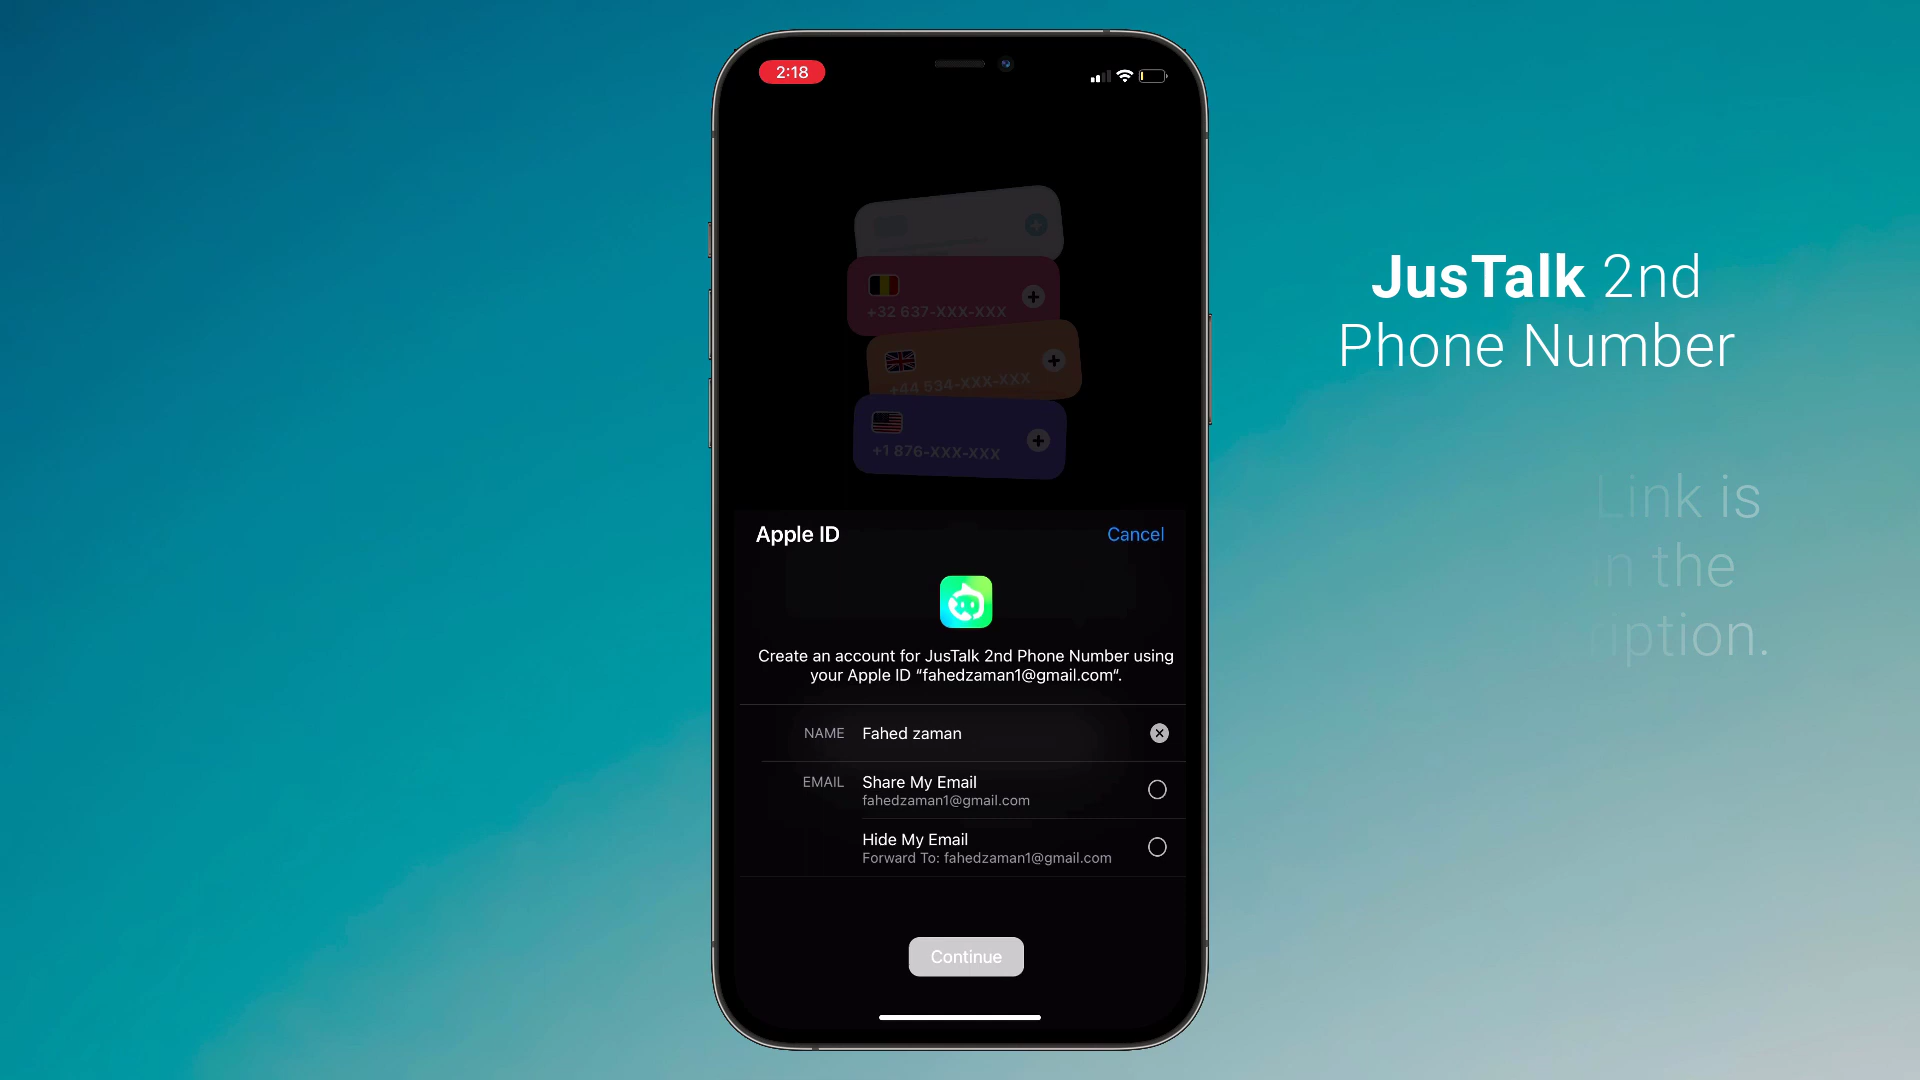 2:18
+32 637-XXX-XXX
+44 534-XXX-XXX
+1 876-XXX-XXX
Apple ID
Cancel
Create an account for JusTalk 2nd Phone Number using
your Apple ID “fahedzaman1@gmail.com“.
NAME Fahed zaman
EMAIL Share My Email
fahedzaman1@gmail.com
Hide My Email
Forward To: fahedzaman1@gmail.com
Continue
JusTalk 2nd
Phone Number
Link is
in the
ription.